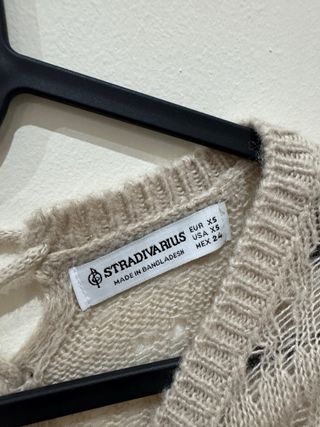 STRADIVARIUS
MADE IN BANGLADESH
EUR XS
USA XS
MEX 24